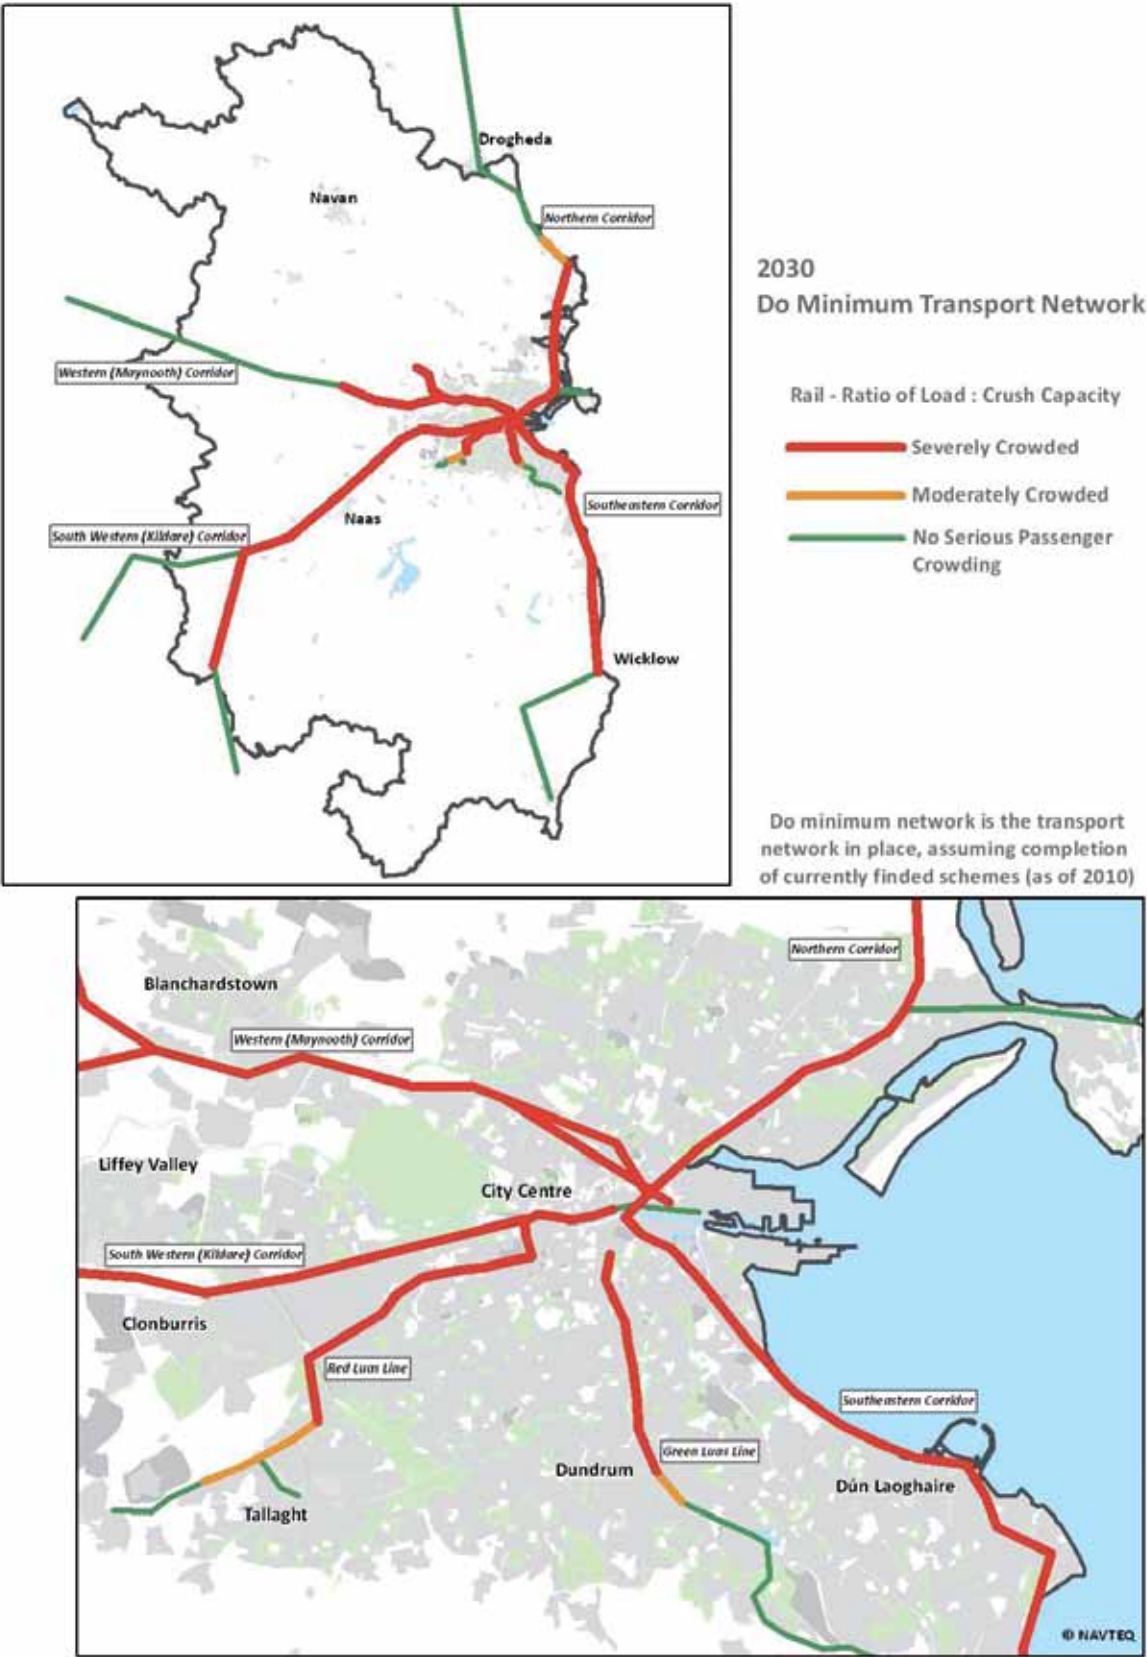 Drogheda
Navan
Northern Corridor
Western (Maynooth) Corridor
Southeastern Corridor
Naas
South Western (Kildare) Corridor
Wicklow
2030
Do Minimum Transport Network
Rail - Ratio of Load : Crush Capacity
Severely Crowded
Moderately Crowded
No Serious Passenger
Crowding
Do minimum network is the transport
network in place, assuming completion
of currently finded schemes (as of 2010)
Northern Corridor
Blanchardstown
Western (Maynooth) Corridor
Liffey Valley
City Centre
South Western (Kildare) Corridor
Clonburris
Red Luas Line
Southeastern Corridor
Green Luas Line
Dundrum
Dún Laoghaire
Tallaght
© NAVTEQ